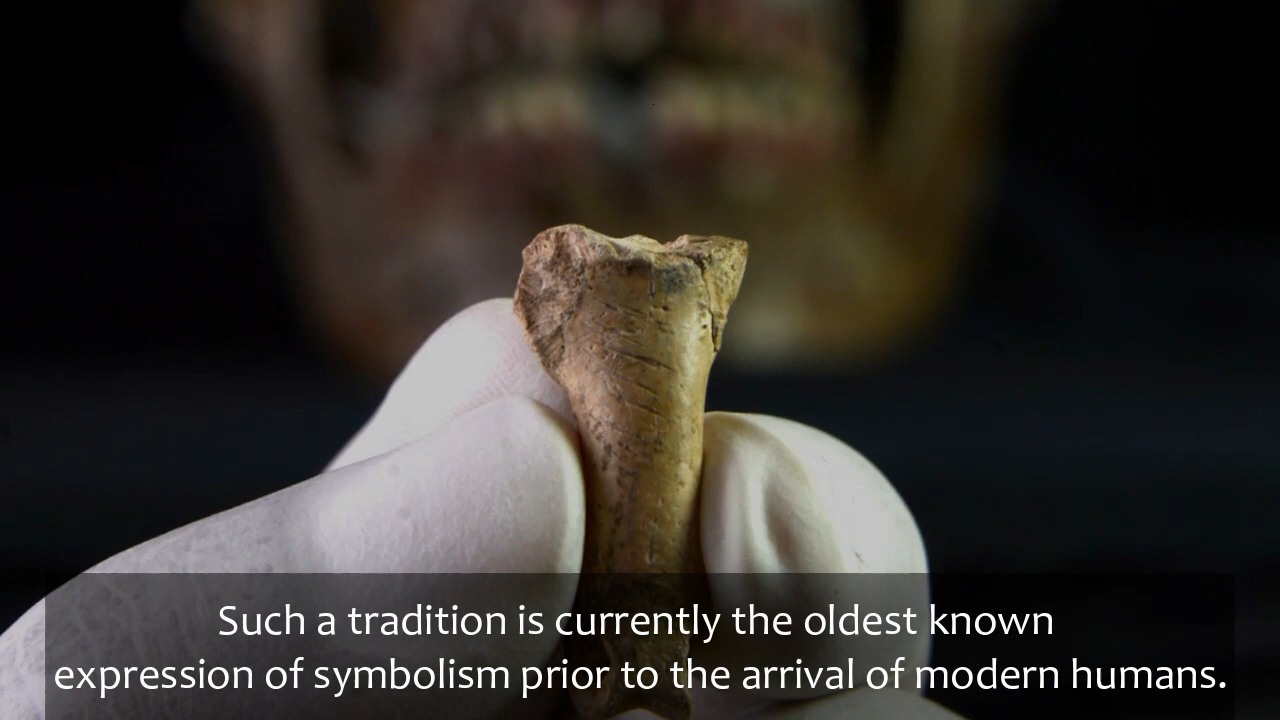 Such a tradition is currently the oldest known
expression of symbolism prior to the arrival of modern humans.